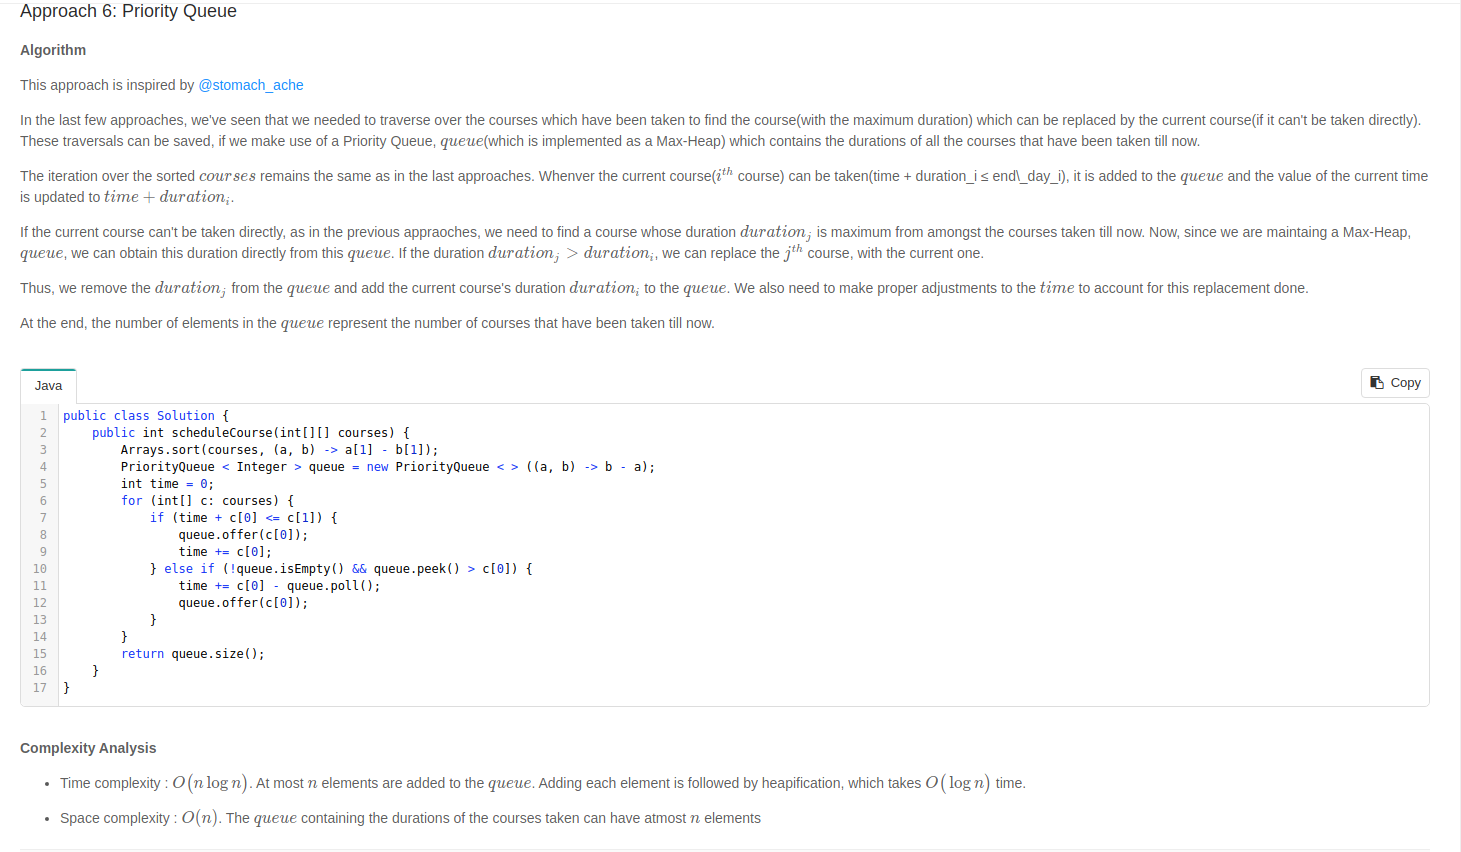 Approach 6: Priority Queue
Algorithm
This approach is inspired by @stomach_ache
In the last few approaches, we've seen that we needed to traverse over the courses which have been taken to find the course(with the maximum duration) which can be replaced by the current course(if it can't be taken directly).
These traversals can be saved, if we make use of a Priority Queue, queue(which is implemented as a Max-Heap) which contains the durations of all the courses that have been taken till now.
The iteration over the sorted courses remains the same as in the last approaches. Whenver the current course(i^{th} course) can be taken(time + duration_i ≤ end\_day_i), it is added to the queue and the value of the current time
is updated to time + duration_i.
If the current course can't be taken directly, as in the previous appraoches, we need to find a course whose duration duration_j is maximum from amongst the courses taken till now. Now, since we are maintaing a Max-Heap,
queue, we can obtain this duration directly from this queue. If the duration duration_j > duration_i, we can replace the j^{th} course, with the current one.
Thus, we remove the duration_j from the queue and add the current course's duration duration_i to the queue. We also need to make proper adjustments to the time to account for this replacement done.
At the end, the number of elements in the queue represent the number of courses that have been taken till now.
Java
Copy
1 public class Solution {
2     public int scheduleCourse(int[][] courses) {
3         Arrays.sort(courses, (a, b) -> a[1] - b[1]);
4         PriorityQueue < Integer > queue = new PriorityQueue < > ((a, b) -> b - a);
5         int time = 0;
6         for (int[] c: courses) {
7             if (time + c[0] <= c[1]) {
8                 queue.offer(c[0]);
9                 time += c[0];
10             } else if (!queue.isEmpty() && queue.peek() > c[0]) {
11                 time += c[0] - queue.poll();
12                 queue.offer(c[0]);
13             }
14         }
15         return queue.size();
16     }
17 }
Complexity Analysis
• Time complexity : O(n log n). At most n elements are added to the queue. Adding each element is followed by heapification, which takes O(log n) time.
• Space complexity : O(n). The queue containing the durations of the courses taken can have atmost n elements